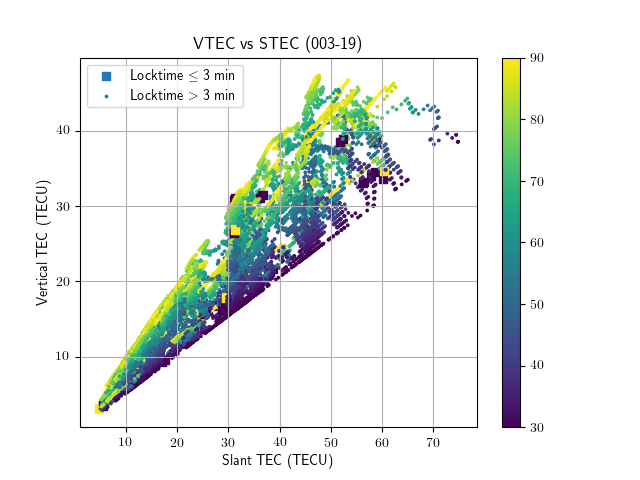 VTEC vs STEC (003-19)
Locktime ≤ 3 min
Locktime > 3 min
Vertical TEC (TECU)
40
30
20
10
10 20 30 40 50 60 70
Slant TEC (TECU)
90
80
70
60
50
40
30